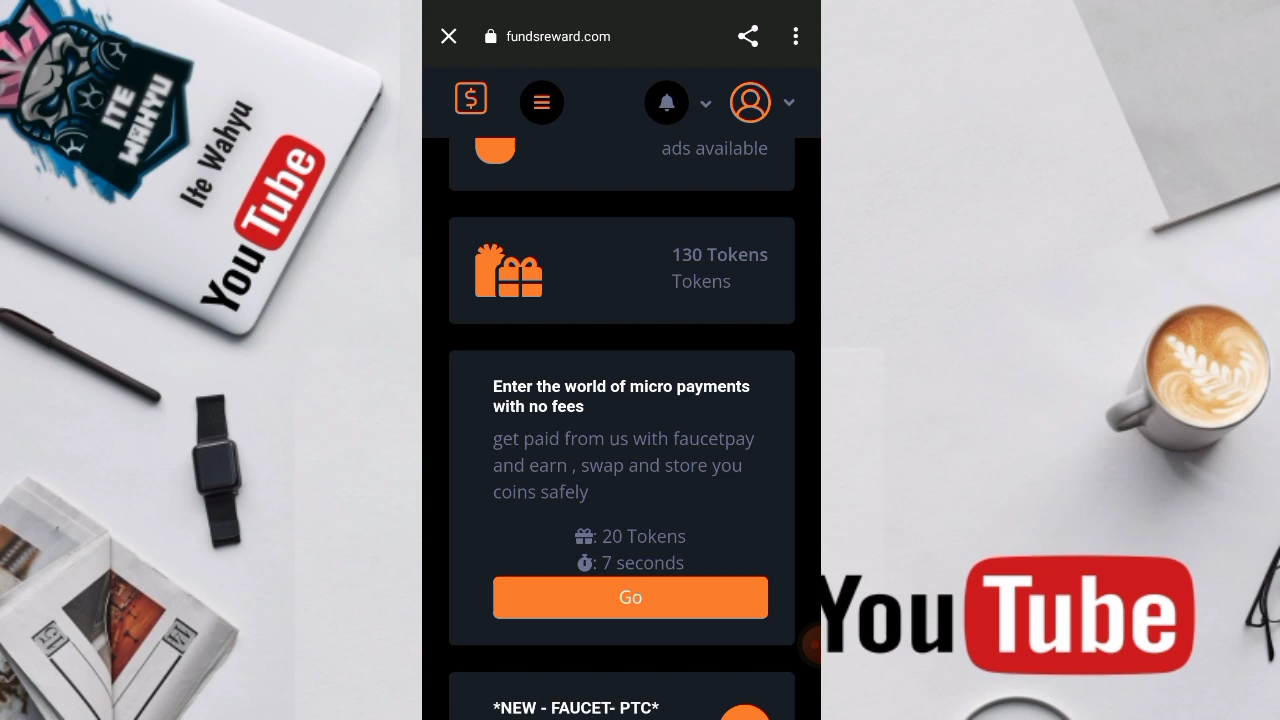 ITE
WAHYU
Ite Wahyu
YouTube
fundsreward.com
ads available
130 Tokens
Tokens
Enter the world of micro payments
with no fees
get paid from us with faucetpay
and earn , swap and store you
coins safely
: 20 Tokens
: 7 seconds
Go
*NEW - FAUCET- PTC*
YouTube